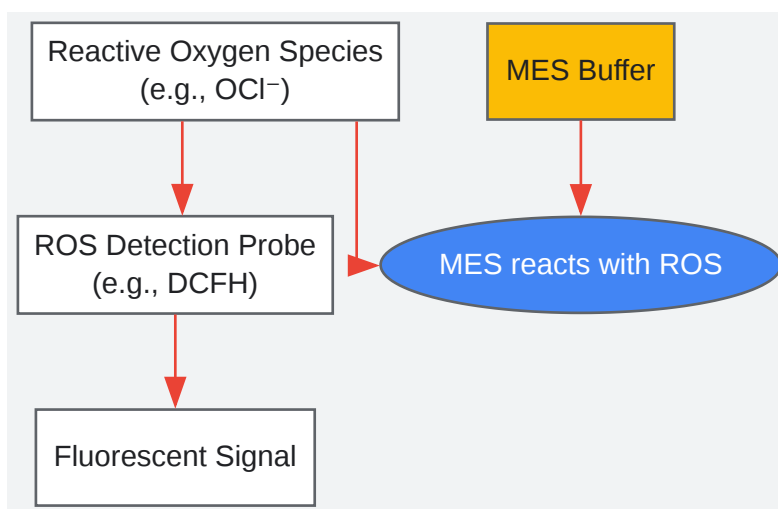 Reactive Oxygen Species
(e.g., OCl⁻)
MES Buffer
ROS Detection Probe
(e.g., DCFH)
MES reacts with ROS
Fluorescent Signal